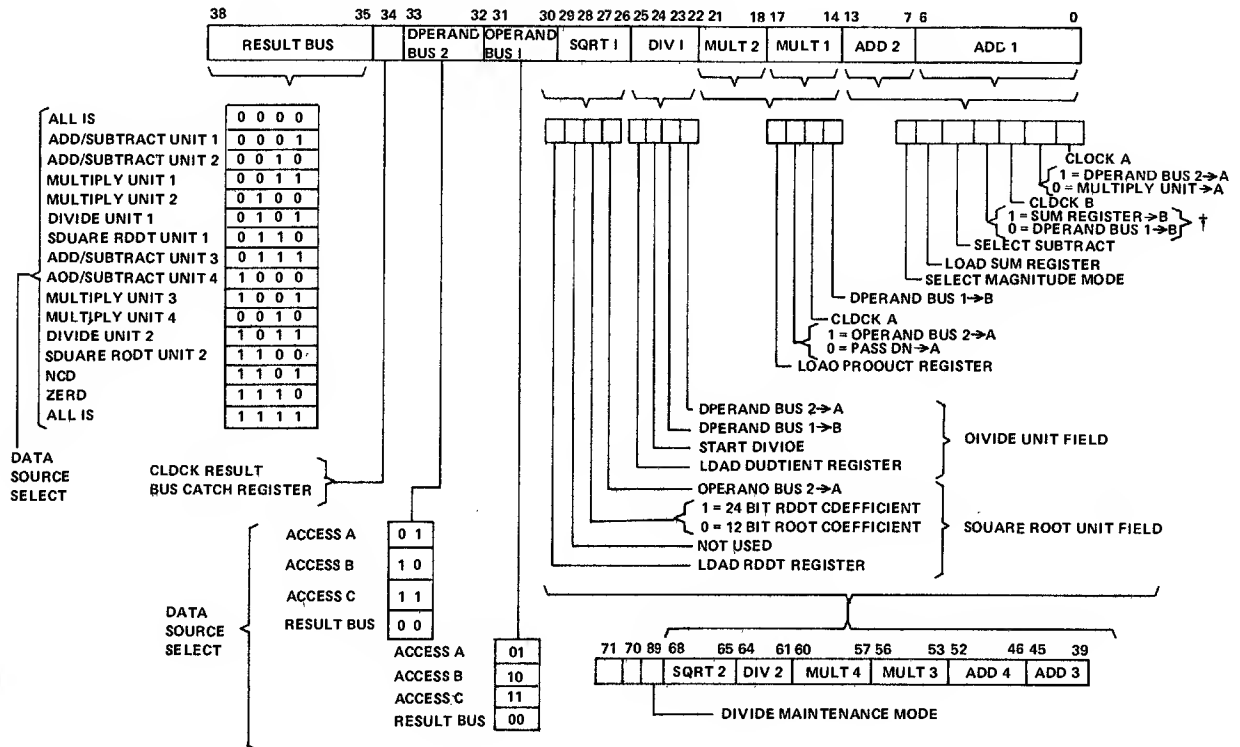 38 35 34 33 32 31 30 29 28 27 26 25 24 23 22 21 18 17 14 13 7 6 0
RESULT BUS
DPERAND BUS 2
OPERAND BUS I
SQRT I
DIV I
MULT 2
MULT 1
ADD 2
ADD 1
ALL IS 0 0 0 0
ADD/SUBTRACT UNIT 1 0 0 0 1
ADD/SUBTRACT UNIT 2 0 0 1 0
MULTIPLY UNIT 1 0 0 1 1
MULTIPLY UNIT 2 0 1 0 0
DIVIDE UNIT 1 0 1 0 1
SDUARE RDDT UNIT 1 0 1 1 0
ADD/SUBTRACT UNIT 3 0 1 1 1
AOD/SUBTRACT UNIT 4 1 0 0 0
MULTIPLY UNIT 3 1 0 0 1
MULTIPLY UNIT 4 0 0 1 0
DIVIDE UNIT 2 1 0 1 1
SDUARE RODT UNIT 2 1 1 0 0
NCD 1 1 0 1
ZERD 1 1 1 0
ALL IS 1 1 1 1
DATA
SOURCE
SELECT
CLOCK A
1 = DPERAND BUS 2→A
0 = MULTIPLY UNIT→A
CLDCK B
1 = SUM REGISTER→B
0 = DPERAND BUS 1→B
†
SELECT SUBTRACT
LOAD SUM REGISTER
SELECT MAGNITUDE MODE
DPERAND BUS 1→B
CLDCK A
1 = OPERAND BUS 2→A
0 = PASS DN→A
LOAO PROOUCT REGISTER
DPERAND BUS 2→A
DPERAND BUS 1→B
START DIVIOE
LDAD DUDTIENT REGISTER
OIVIDE UNIT FIELD
OPERANO BUS 2→A
1 = 24 BIT RDDT CDEFFICIENT
0 = 12 BIT ROOT COEFFICIENT
NOT USED
LDAD RDDT REGISTER
SOUARE ROOT UNIT FIELD
CLDCK RESULT
BUS CATCH REGISTER
DATA
SOURCE
SELECT
ACCESS A 0 1
ACCESS B 1 0
ACCESS C 1 1
RESULT BUS 0 0
ACCESS A 01
ACCESS B 10
ACCESS C 11
RESULT BUS 00
71 70 89 68 65 64 61 60 57 56 53 52 46 45 39
SQRT 2
DIV 2
MULT 4
MULT 3
ADD 4
ADD 3
DIVIDE MAINTENANCE MODE